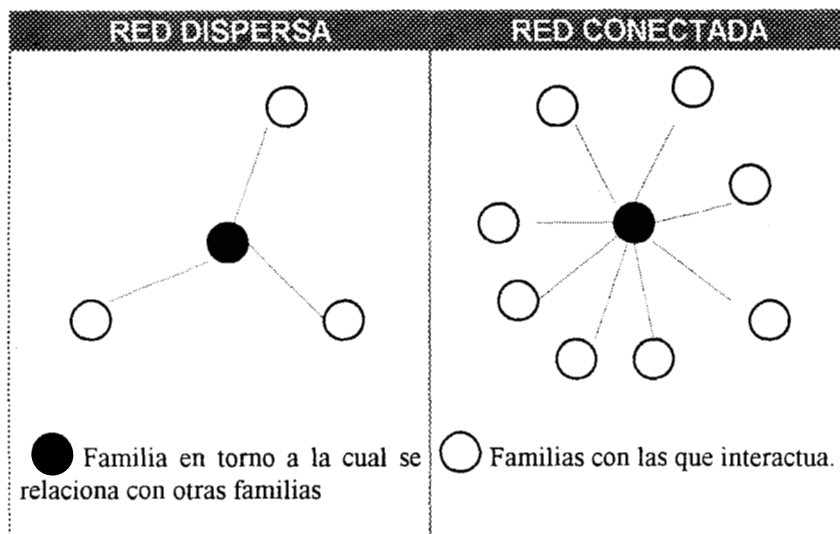 RED DISPERSA
RED CONECTADA
Familia en torno a la cual se
relaciona con otras familias
Familias con las que interactua.